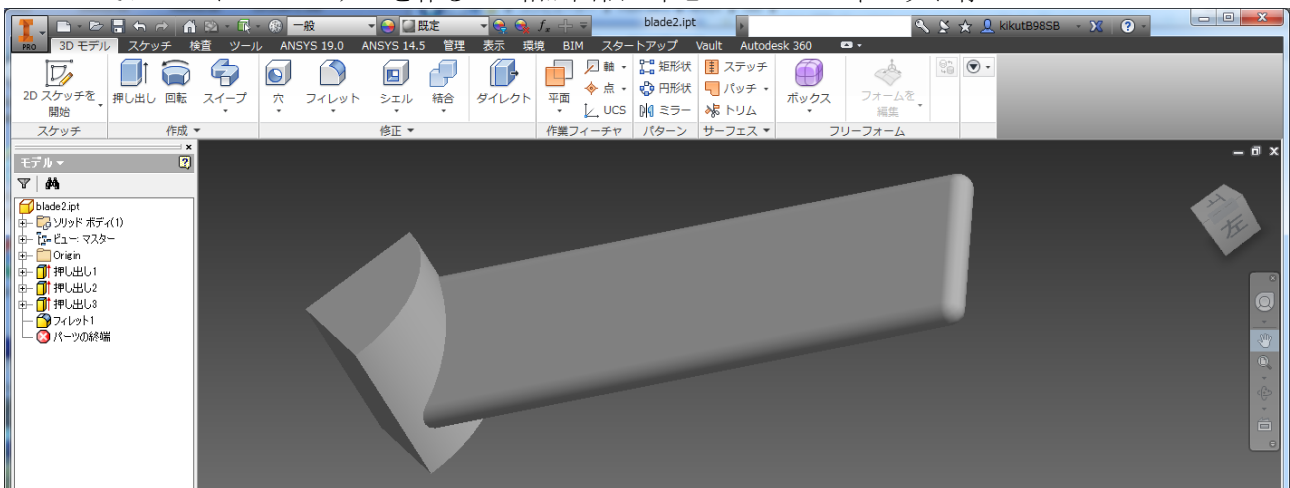 blade2.ipt
一般
既定
kikutB98SB
PRO
3D モデル スケッチ 検査 ツール ANSYS 19.0 ANSYS 14.5 管理 表示 環境 BIM スタートアップ Vault Autodesk 360
2D スケッチを
開始
押し出し
回転
スイープ
穴
フィレット
シェル
結合
ダイレクト
平面
軸
点
UCS
矩形状
円形状
ミラー
ステッチ
パッチ
トリム
ボックス
フォームを
編集
スケッチ
作成
修正
作業フィーチャ
パターン
サーフェス
フリーフォーム
モデル
blade2.ipt
ソリッド ボディ(1)
ビュー: マスター
Origin
押し出し1
押し出し2
押し出し3
フィレット1
パーツの終端
左